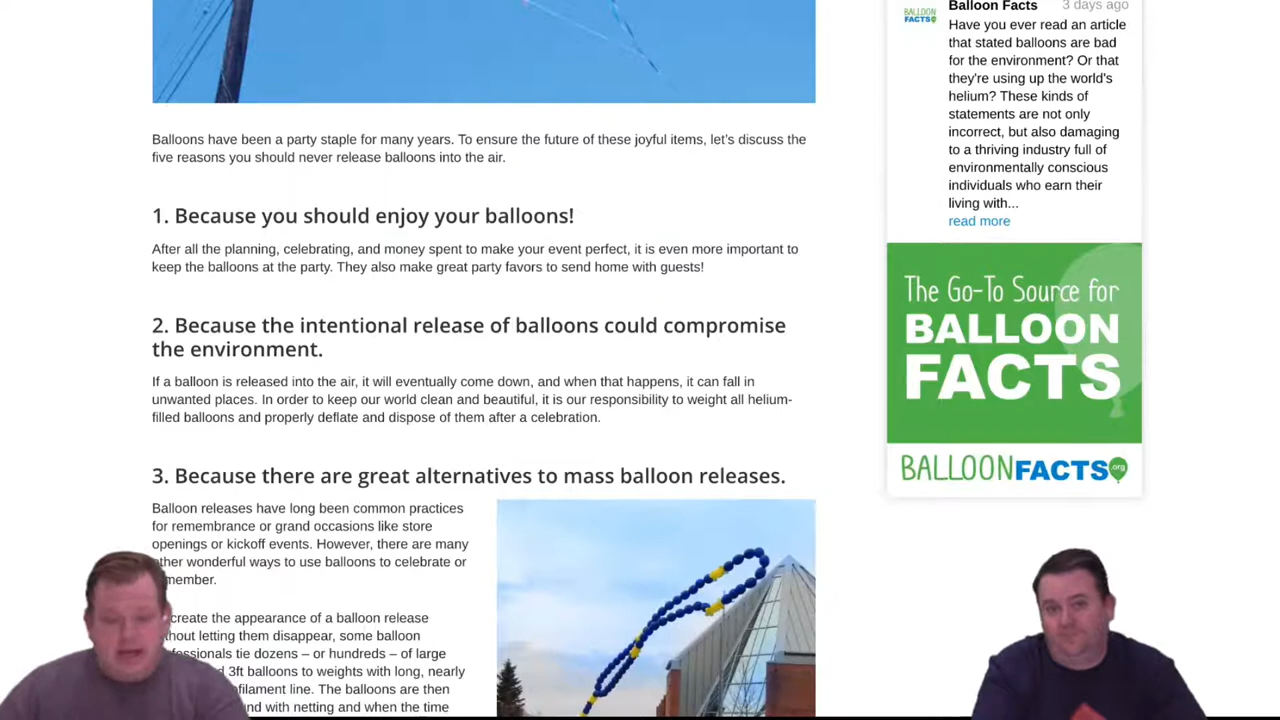 Balloons have been a party staple for many years. To ensure the future of these joyful items, let's discuss the
five reasons you should never release balloons into the air.
1. Because you should enjoy your balloons!
After all the planning, celebrating, and money spent to make your event perfect, it is even more important to
keep the balloons at the party. They also make great party favors to send home with guests!
2. Because the intentional release of balloons could compromise
the environment.
If a balloon is released into the air, it will eventually come down, and when that happens, it can fall in
unwanted places. In order to keep our world clean and beautiful, it is our responsibility to weight all helium-
filled balloons and properly deflate and dispose of them after a celebration.
3. Because there are great alternatives to mass balloon releases.
Balloon releases have long been common practices
for remembrance or grand occasions like store
openings or kickoff events. However, there are many
other wonderful ways to use balloons to celebrate or
member.
create the appearance of a balloon release
hout letting them disappear, some balloon
fessionals tie dozens – or hundreds – of large
d 3ft balloons to weights with long, nearly
filament line. The balloons are then
nd with netting and when the time
BALLOON
FACTS
Balloon Facts 3 days ago
Have you ever read an article
that stated balloons are bad
for the environment? Or that
they're using up the world's
helium? These kinds of
statements are not only
incorrect, but also damaging
to a thriving industry full of
environmentally conscious
individuals who earn their
living with...
read more
The Go-To Source for
BALLOON
FACTS
BALLOONFACTS.org